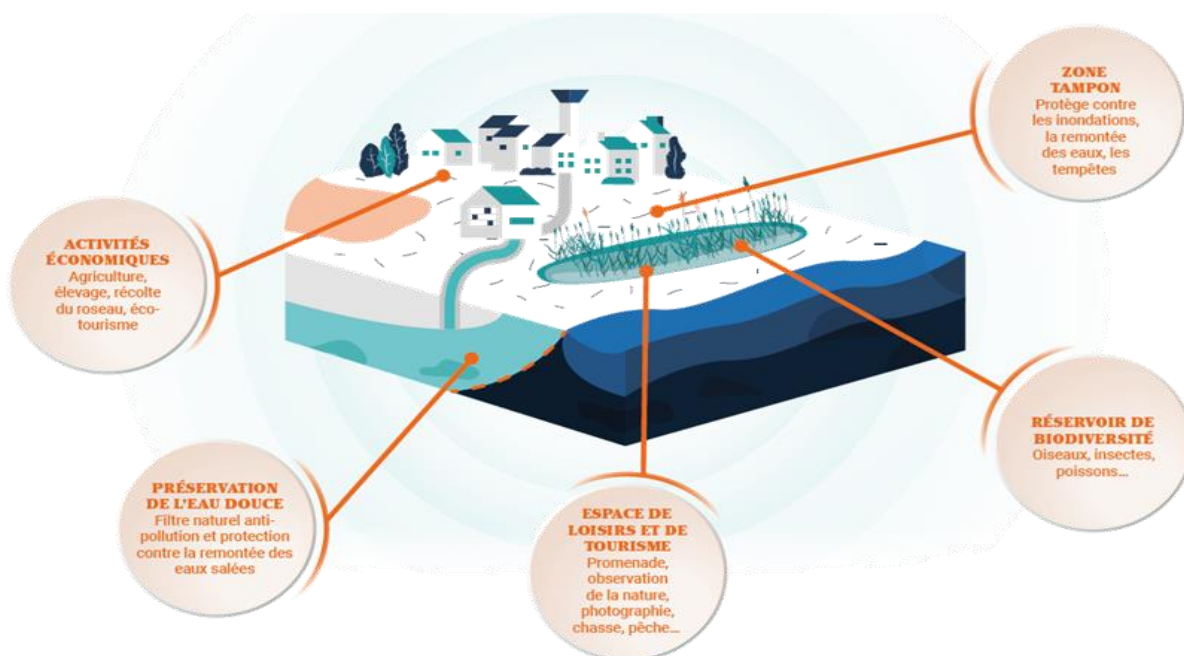 ZONE
TAMPON
Protège contre
les inondations,
la remontée
des eaux, les
tempêtes
ACTIVITÉS
ÉCONOMIQUES
Agriculture,
élevage, récolte
du roseau, éco-
tourisme
RÉSERVOIR DE
BIODIVERSITÉ
Oiseaux, insectes,
poissons...
PRÉSERVATION
DE L'EAU DOUCE
Filtre naturel anti-
pollution et protection
contre la remontée des
eaux salées
ESPACE DE
LOISIRS ET DE
TOURISME
Promenade,
observation
de la nature,
photographie,
chasse, pêche...